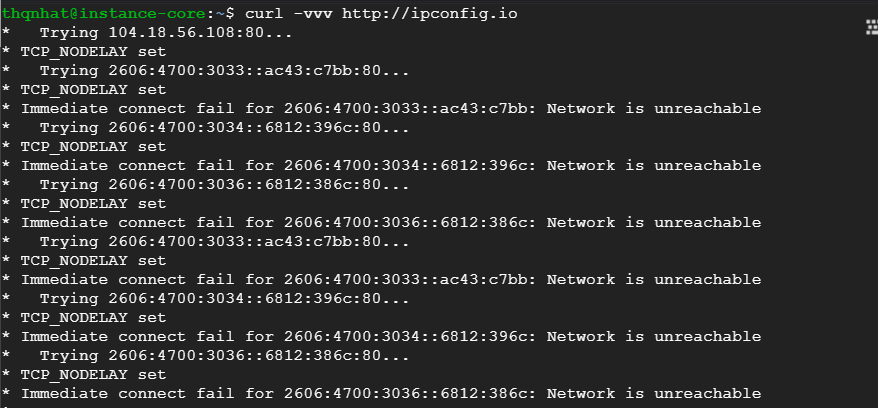 thqnhat@instance-core:~$ curl -vvv http://ipconfig.io
*   Trying 104.18.56.108:80...
* TCP_NODELAY set
*   Trying 2606:4700:3033::ac43:c7bb:80...
* TCP_NODELAY set
* Immediate connect fail for 2606:4700:3033::ac43:c7bb: Network is unreachable
*   Trying 2606:4700:3034::6812:396c:80...
* TCP_NODELAY set
* Immediate connect fail for 2606:4700:3034::6812:396c: Network is unreachable
*   Trying 2606:4700:3036::6812:386c:80...
* TCP_NODELAY set
* Immediate connect fail for 2606:4700:3036::6812:386c: Network is unreachable
*   Trying 2606:4700:3033::ac43:c7bb:80...
* TCP_NODELAY set
* Immediate connect fail for 2606:4700:3033::ac43:c7bb: Network is unreachable
*   Trying 2606:4700:3034::6812:396c:80...
* TCP_NODELAY set
* Immediate connect fail for 2606:4700:3034::6812:396c: Network is unreachable
*   Trying 2606:4700:3036::6812:386c:80...
* TCP_NODELAY set
* Immediate connect fail for 2606:4700:3036::6812:386c: Network is unreachable